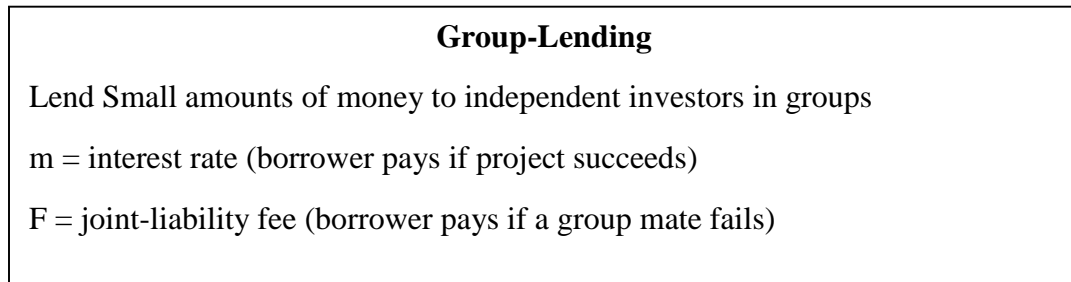 Group-Lending
Lend Small amounts of money to independent investors in groups
m = interest rate (borrower pays if project succeeds)
F = joint-liability fee (borrower pays if a group mate fails)